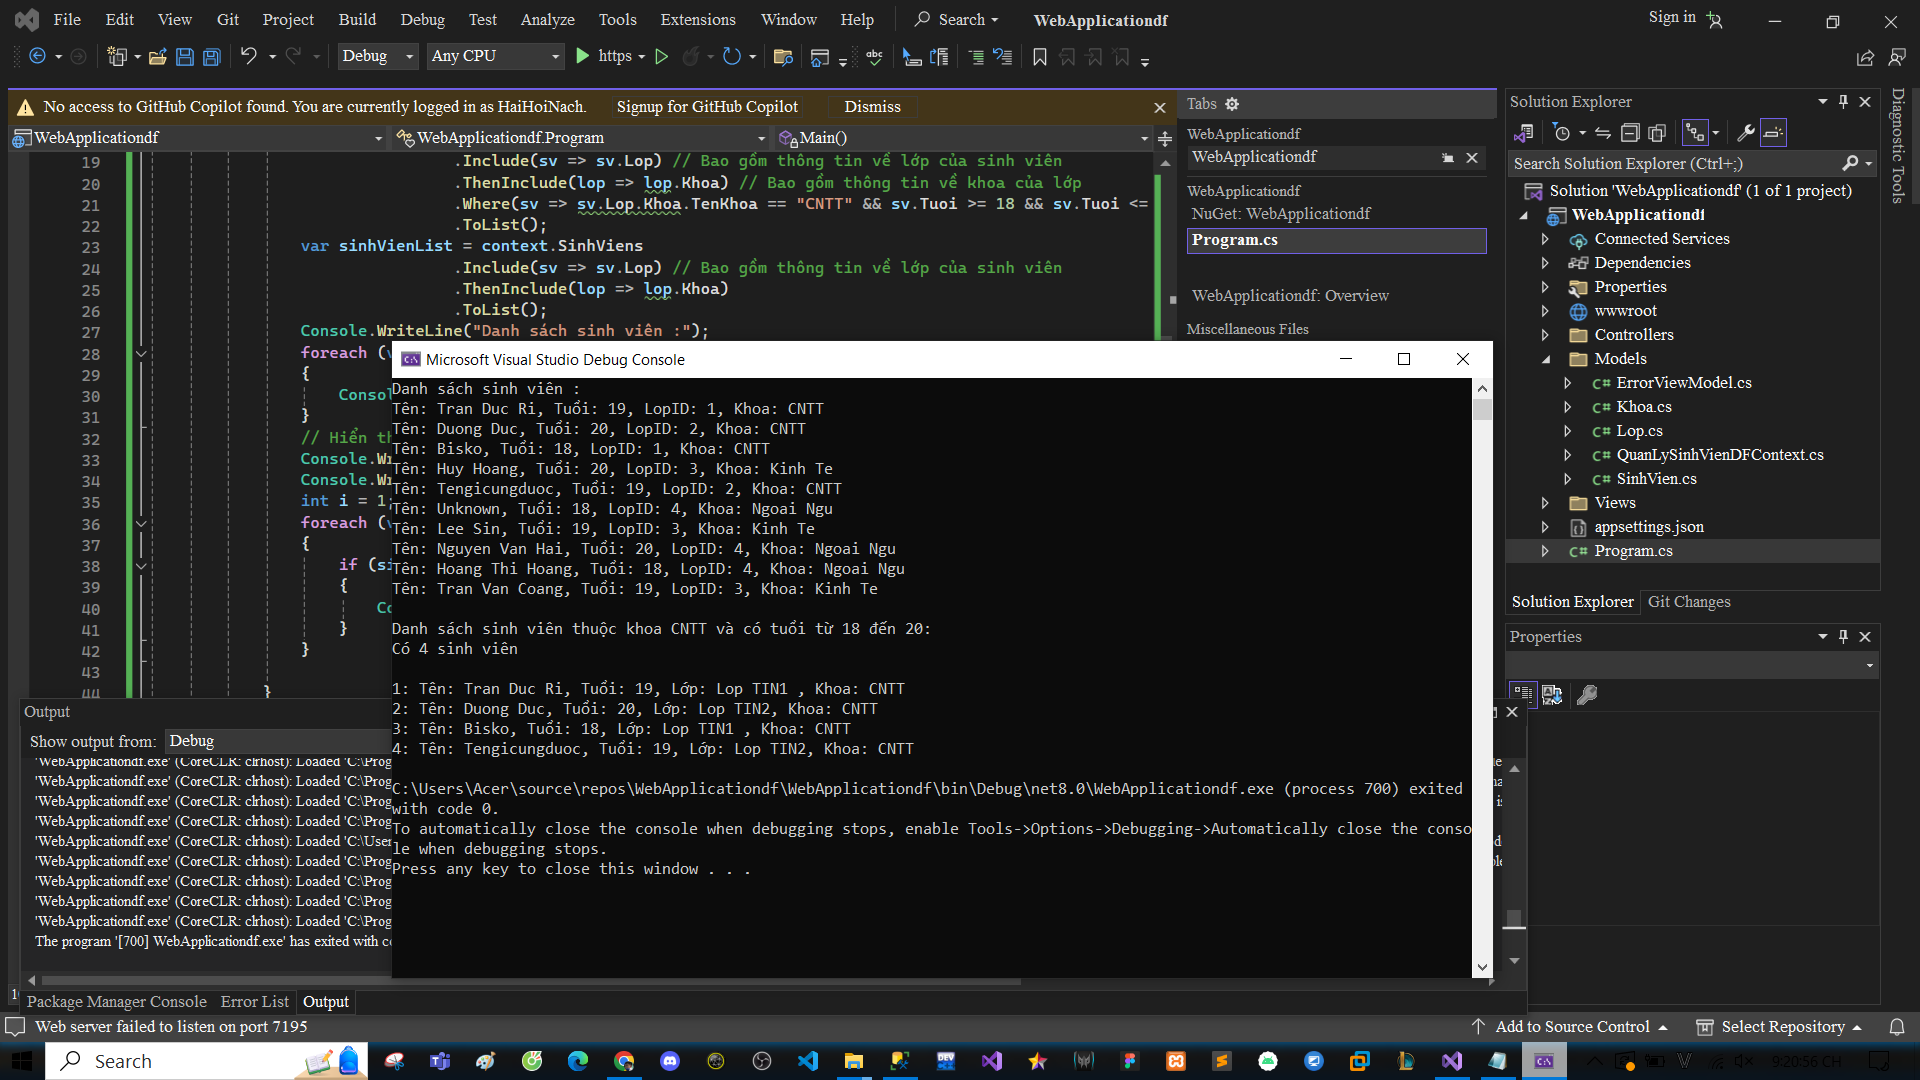 File Edit View Git Project Build Debug Test Analyze Tools Extensions Window Help Search WebApplicationdf Sign in
Debug Any CPU https
No access to GitHub Copilot found. You are currently logged in as HaiHoiNach. Signup for GitHub Copilot Dismiss
WebApplicationdf WebApplicationdf.Program Main()
19 .Include(sv => sv.Lop) // Bao gồm thông tin về lớp của sinh viên
20 .ThenInclude(lop => lop.Khoa) // Bao gồm thông tin về khoa của lớp
21 .Where(sv => sv.Lop.Khoa.TenKhoa == "CNTT" && sv.Tuoi >= 18 && sv.Tuoi <=
22 .ToList();
23 var sinhVienList = context.SinhViens
24 .Include(sv => sv.Lop) // Bao gồm thông tin về lớp của sinh viên
25 .ThenInclude(lop => lop.Khoa)
26 .ToList();
27 Console.WriteLine("Danh sách sinh viên :");
28 foreach (
29 {
30 Conso
31 }
32 // Hiển th
33 Console.W
34 Console.W
35 int i = 1;
36 foreach (
37 {
38 if (si
39 {
40 Co
41 }
42 }
43
44 }
Microsoft Visual Studio Debug Console
Danh sách sinh viên :
Tên: Tran Duc Ri, Tuổi: 19, LopID: 1, Khoa: CNTT
Tên: Duong Duc, Tuổi: 20, LopID: 2, Khoa: CNTT
Tên: Bisko, Tuổi: 18, LopID: 1, Khoa: CNTT
Tên: Huy Hoang, Tuổi: 20, LopID: 3, Khoa: Kinh Te
Tên: Tengicungduoc, Tuổi: 19, LopID: 2, Khoa: CNTT
Tên: Unknown, Tuổi: 18, LopID: 4, Khoa: Ngoai Ngu
Tên: Lee Sin, Tuổi: 19, LopID: 3, Khoa: Kinh Te
Tên: Nguyen Van Hai, Tuổi: 20, LopID: 4, Khoa: Ngoai Ngu
Tên: Hoang Thi Hoang, Tuổi: 18, LopID: 4, Khoa: Ngoai Ngu
Tên: Tran Van Coang, Tuổi: 19, LopID: 3, Khoa: Kinh Te
Danh sách sinh viên thuộc khoa CNTT và có tuổi từ 18 đến 20:
Có 4 sinh viên
1: Tên: Tran Duc Ri, Tuổi: 19, Lớp: Lop TIN1 , Khoa: CNTT
2: Tên: Duong Duc, Tuổi: 20, Lớp: Lop TIN2, Khoa: CNTT
3: Tên: Bisko, Tuổi: 18, Lớp: Lop TIN1 , Khoa: CNTT
4: Tên: Tengicungduoc, Tuổi: 19, Lớp: Lop TIN2, Khoa: CNTT
C:\Users\Acer\source\repos\WebApplicationdf\WebApplicationdf\bin\Debug\net8.0\WebApplicationdf.exe (process 700) exited
with code 0.
To automatically close the console when debugging stops, enable Tools->Options->Debugging->Automatically close the conso
le when debugging stops.
Press any key to close this window . . .
Tabs
WebApplicationdf
WebApplicationdf
WebApplicationdf
NuGet: WebApplicationdf
Program.cs
WebApplicationdf: Overview
Miscellaneous Files
Solution Explorer
Search Solution Explorer (Ctrl+;)
Solution 'WebApplicationdf' (1 of 1 project)
WebApplicationdf
Connected Services
Dependencies
Properties
wwwroot
Controllers
Models
C# ErrorViewModel.cs
C# Khoa.cs
C# Lop.cs
C# QuanLySinhVienDFContext.cs
C# SinhVien.cs
Views
appsettings.json
C# Program.cs
Solution Explorer Git Changes
Properties
Diagnostic Tools
Output
Show output from: Debug
'WebApplicationdf.exe' (CoreCLR: clrhost): Loaded 'C:\Prog
'WebApplicationdf.exe' (CoreCLR: clrhost): Loaded 'C:\Prog
'WebApplicationdf.exe' (CoreCLR: clrhost): Loaded 'C:\Prog
'WebApplicationdf.exe' (CoreCLR: clrhost): Loaded 'C:\Prog
'WebApplicationdf.exe' (CoreCLR: clrhost): Loaded 'C:\User
'WebApplicationdf.exe' (CoreCLR: clrhost): Loaded 'C:\Prog
'WebApplicationdf.exe' (CoreCLR: clrhost): Loaded 'C:\Prog
'WebApplicationdf.exe' (CoreCLR: clrhost): Loaded 'C:\Prog
'WebApplicationdf.exe' (CoreCLR: clrhost): Loaded 'C:\Prog
The program '[700] WebApplicationdf.exe' has exited with c
Package Manager Console Error List Output
Web server failed to listen on port 7195 Add to Source Control Select Repository
Search 9:20:56 CH